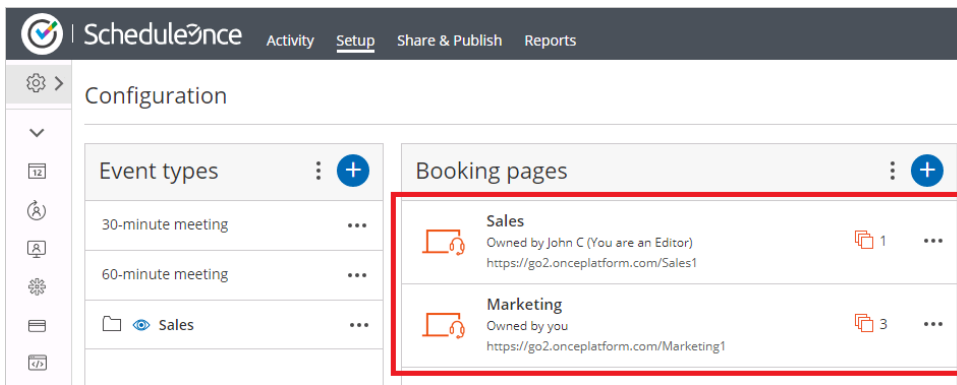 ScheduleOnce Activity Setup Share & Publish Reports
Configuration
12
Event types
30-minute meeting
60-minute meeting
Sales
Booking pages
Sales
Owned by John C (You are an Editor)
https://go2.onceplatform.com/Sales1
1
Marketing
Owned by you
https://go2.onceplatform.com/Marketing1
3